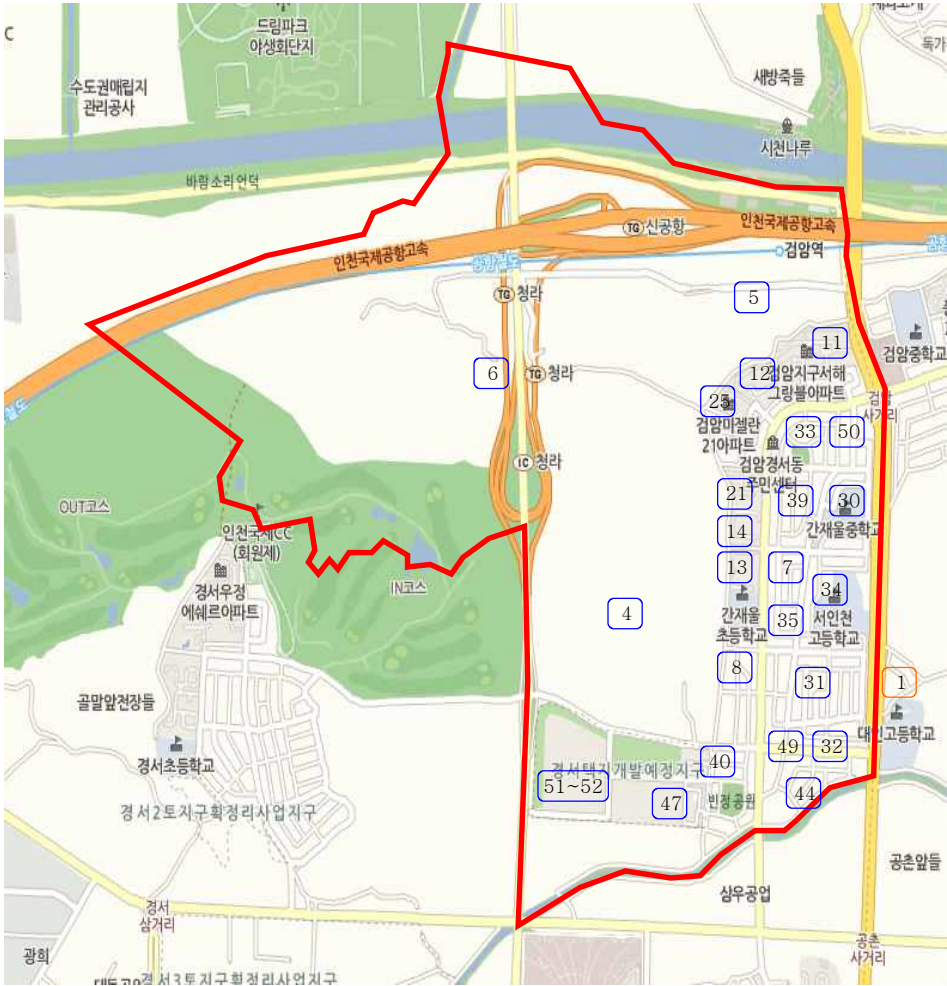 드림파크
야생화단지
C
독가
수도권매립지
관리공사
새방죽들
시천나루
바람소리언덕
TG 신공항
인천국제공항고속
인천국제공항고속
공항철도
검암역
TG 청라
5
11
검암중학교
6
TG 청라
12
검암지구서해
그랑블아파트
25
검암마젤란
21아파트
검암
사거리
33
50
검암경서동
주민센터
IC 청라
21
39
30
OUT코스
인천국제CC
(회원제)
14
간재울중학교
13
7
경서우정
에쉐르아파트
IN코스
34
4
간재울
초등학교
35
서인천
고등학교
8
31
1
골말앞전장들
대인고등학교
경서초등학교
49
32
40
경서택지개발예정지구
51~52
47
44
빈정공원
경서2토지구획정리사업지구
공촌앞들
삼우공업
경서
삼거리
공촌
사거리
광희
경서3토지구획정리사업지구